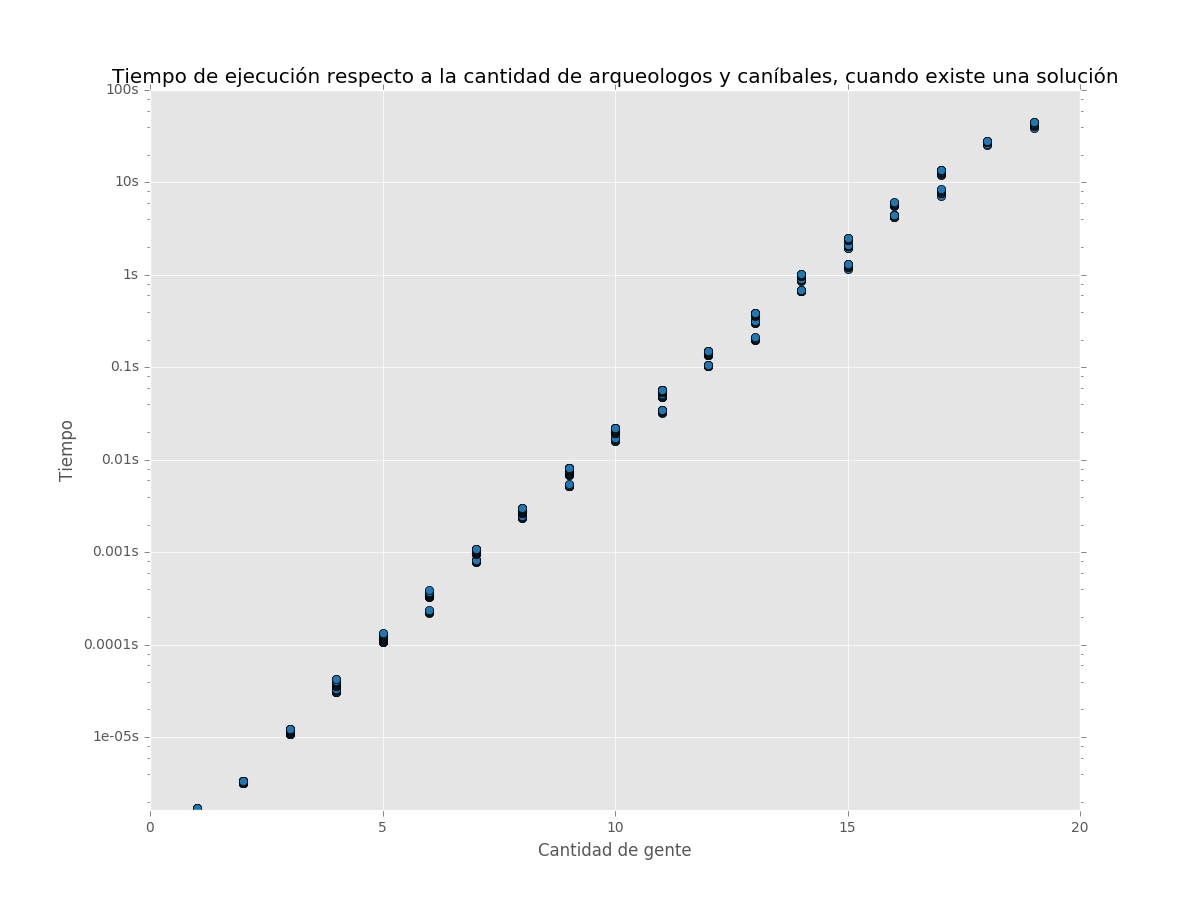 Tiempo de ejecución respecto a la cantidad de arqueologos y caníbales, cuando existe una solución
100s
10s
1s
0.1s
0.01s
0.001s
0.0001s
1e-05s
Tiempo
0 5 10 15 20
Cantidad de gente